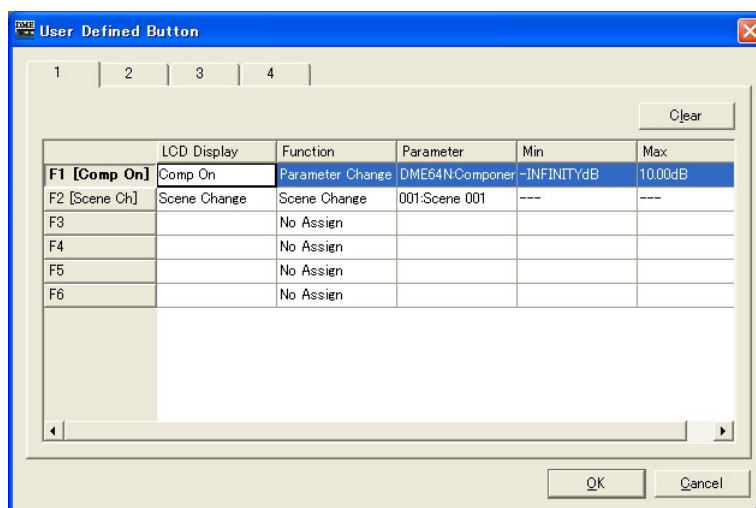 DME
User Defined Button
1 2 3 4
Clear
LCD Display Function Parameter Min Max
F1 [Comp On] Comp On Parameter Change DME64N:Componer -INFINITYdB 10.00dB
F2 [Scene Ch] Scene Change Scene Change 001:Scene 001 --- ---
F3 No Assign
F4 No Assign
F5 No Assign
F6 No Assign
OK Cancel